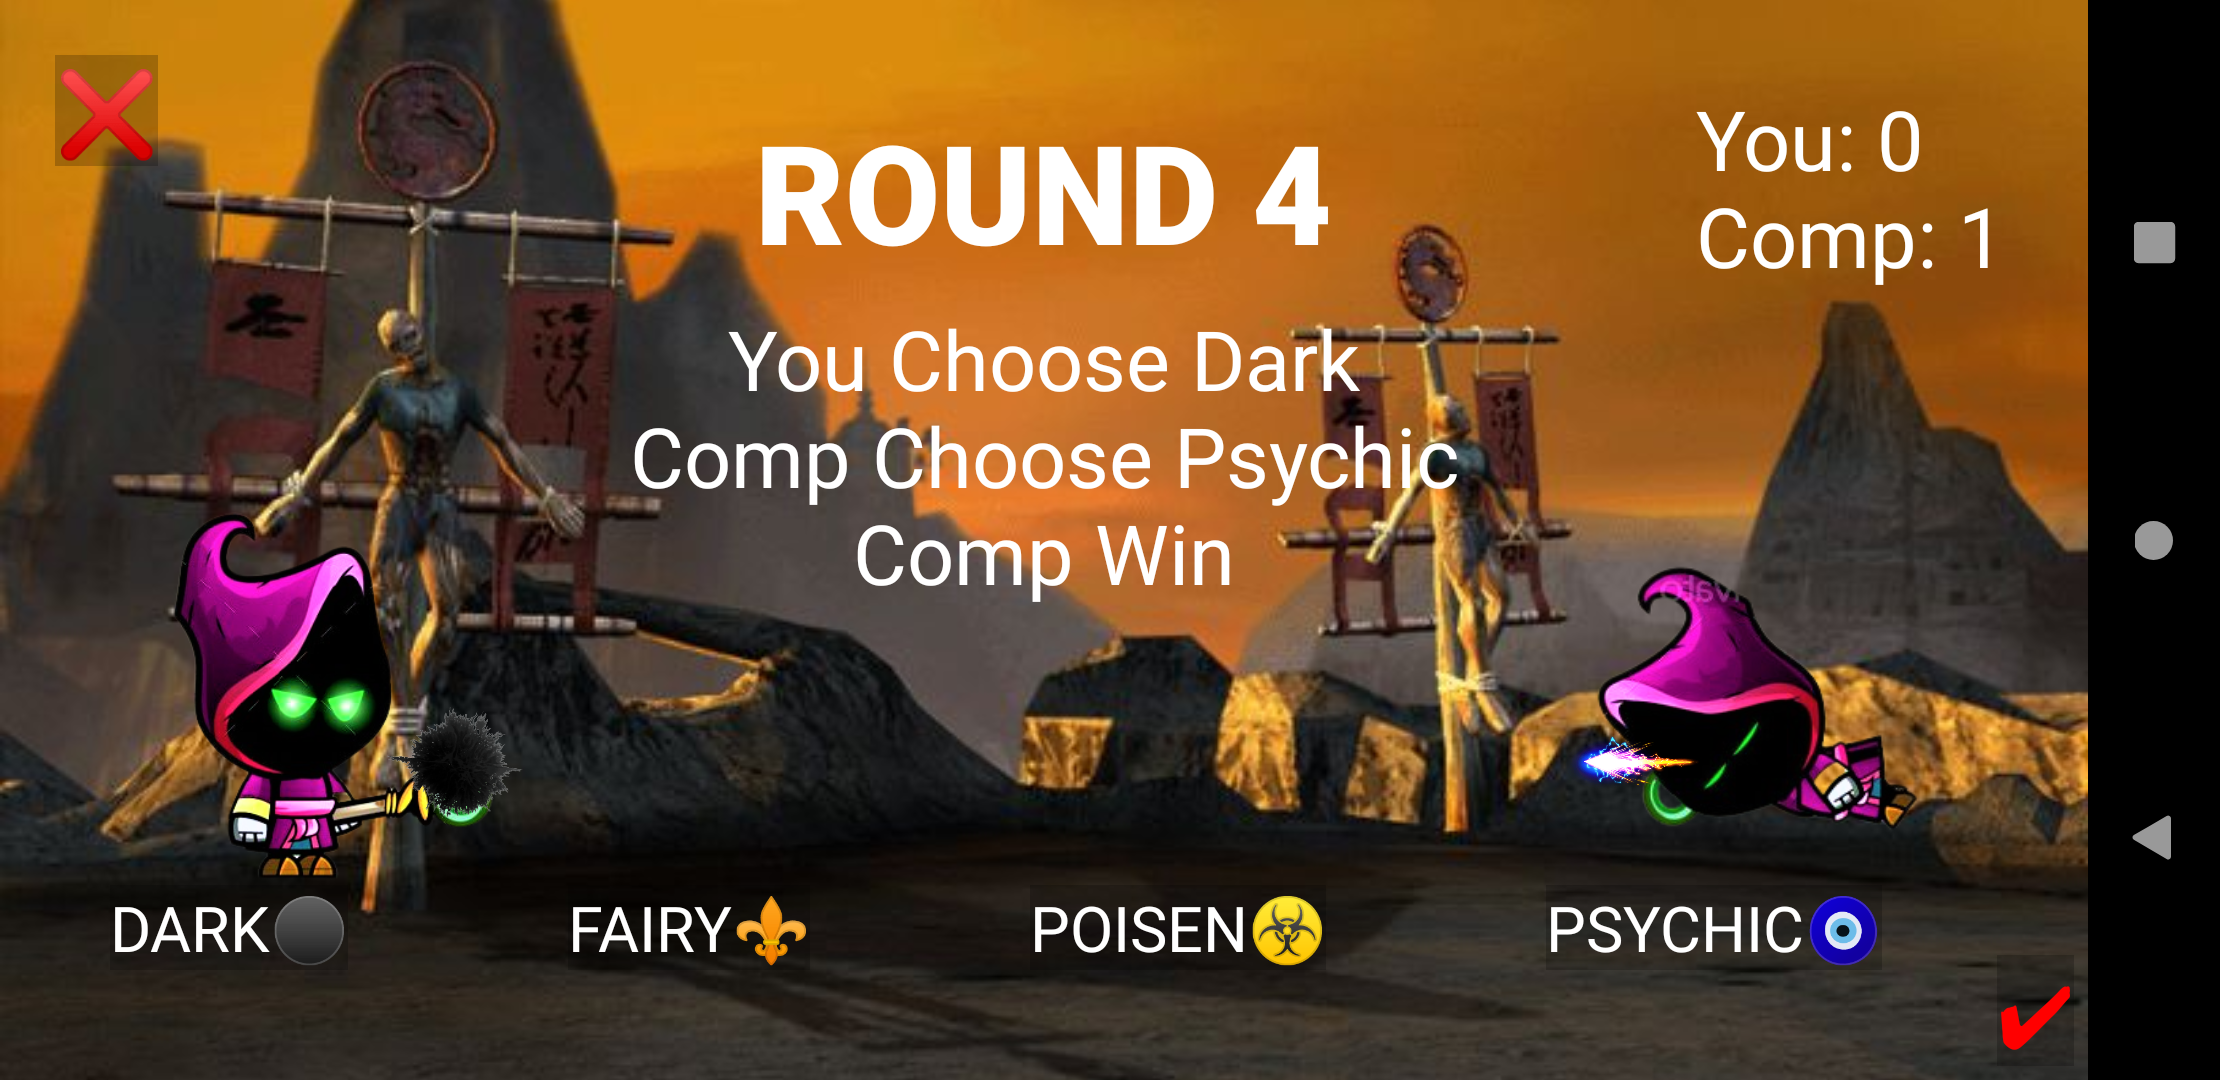 ROUND 4
You: 0
Comp: 1
You Choose Dark
Comp Choose Psychic
Comp Win
DARK
FAIRY
POISEN
PSYCHIC